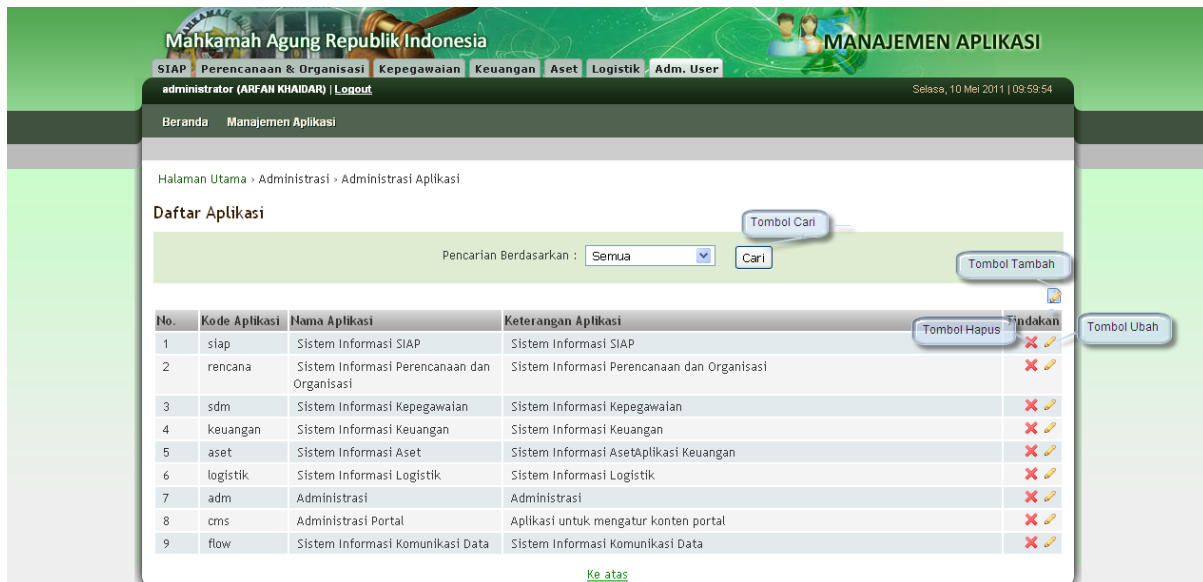 Mahkamah Agung Republik Indonesia
MANAJEMEN APLIKASI
SIAP Perencanaan & Organisasi Kepegawaian Keuangan Aset Logistik Adm. User
administrator (ARFAN KHAIDAR) | Logout Selasa, 10 Mei 2011 | 09:59:54
Beranda Manajemen Aplikasi
Halaman Utama › Administrasi › Administrasi Aplikasi
Daftar Aplikasi
Tombol Cari
Pencarian Berdasarkan : Semua Cari
Tombol Tambah
No. Kode Aplikasi Nama Aplikasi Keterangan Aplikasi Tindakan
Tombol Hapus Tombol Ubah
1 siap Sistem Informasi SIAP Sistem Informasi SIAP
2 rencana Sistem Informasi Perencanaan dan Sistem Informasi Perencanaan dan Organisasi
Organisasi
3 sdm Sistem Informasi Kepegawaian Sistem Informasi Kepegawaian
4 keuangan Sistem Informasi Keuangan Sistem Informasi Keuangan
5 aset Sistem Informasi Aset Sistem Informasi AsetAplikasi Keuangan
6 logistik Sistem Informasi Logistik Sistem Informasi Logistik
7 adm Administrasi Administrasi
8 cms Administrasi Portal Aplikasi untuk mengatur konten portal
9 flow Sistem Informasi Komunikasi Data Sistem Informasi Komunikasi Data
Ke atas